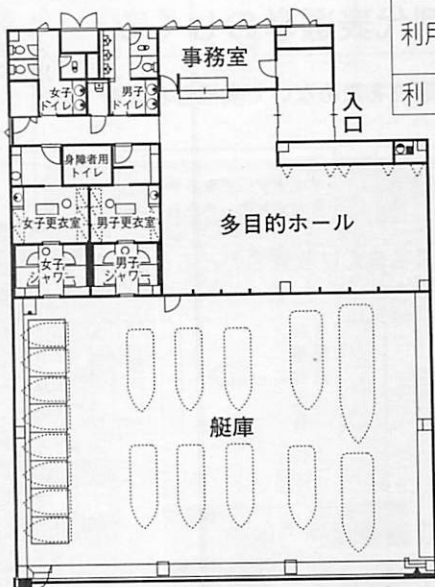 利用
利
事務室
女子
トイレ
男子
トイレ
入口
身障者用
トイレ
女子更衣室
男子更衣室
多目的ホール
女子
シャワー
男子
シャワー
艇庫